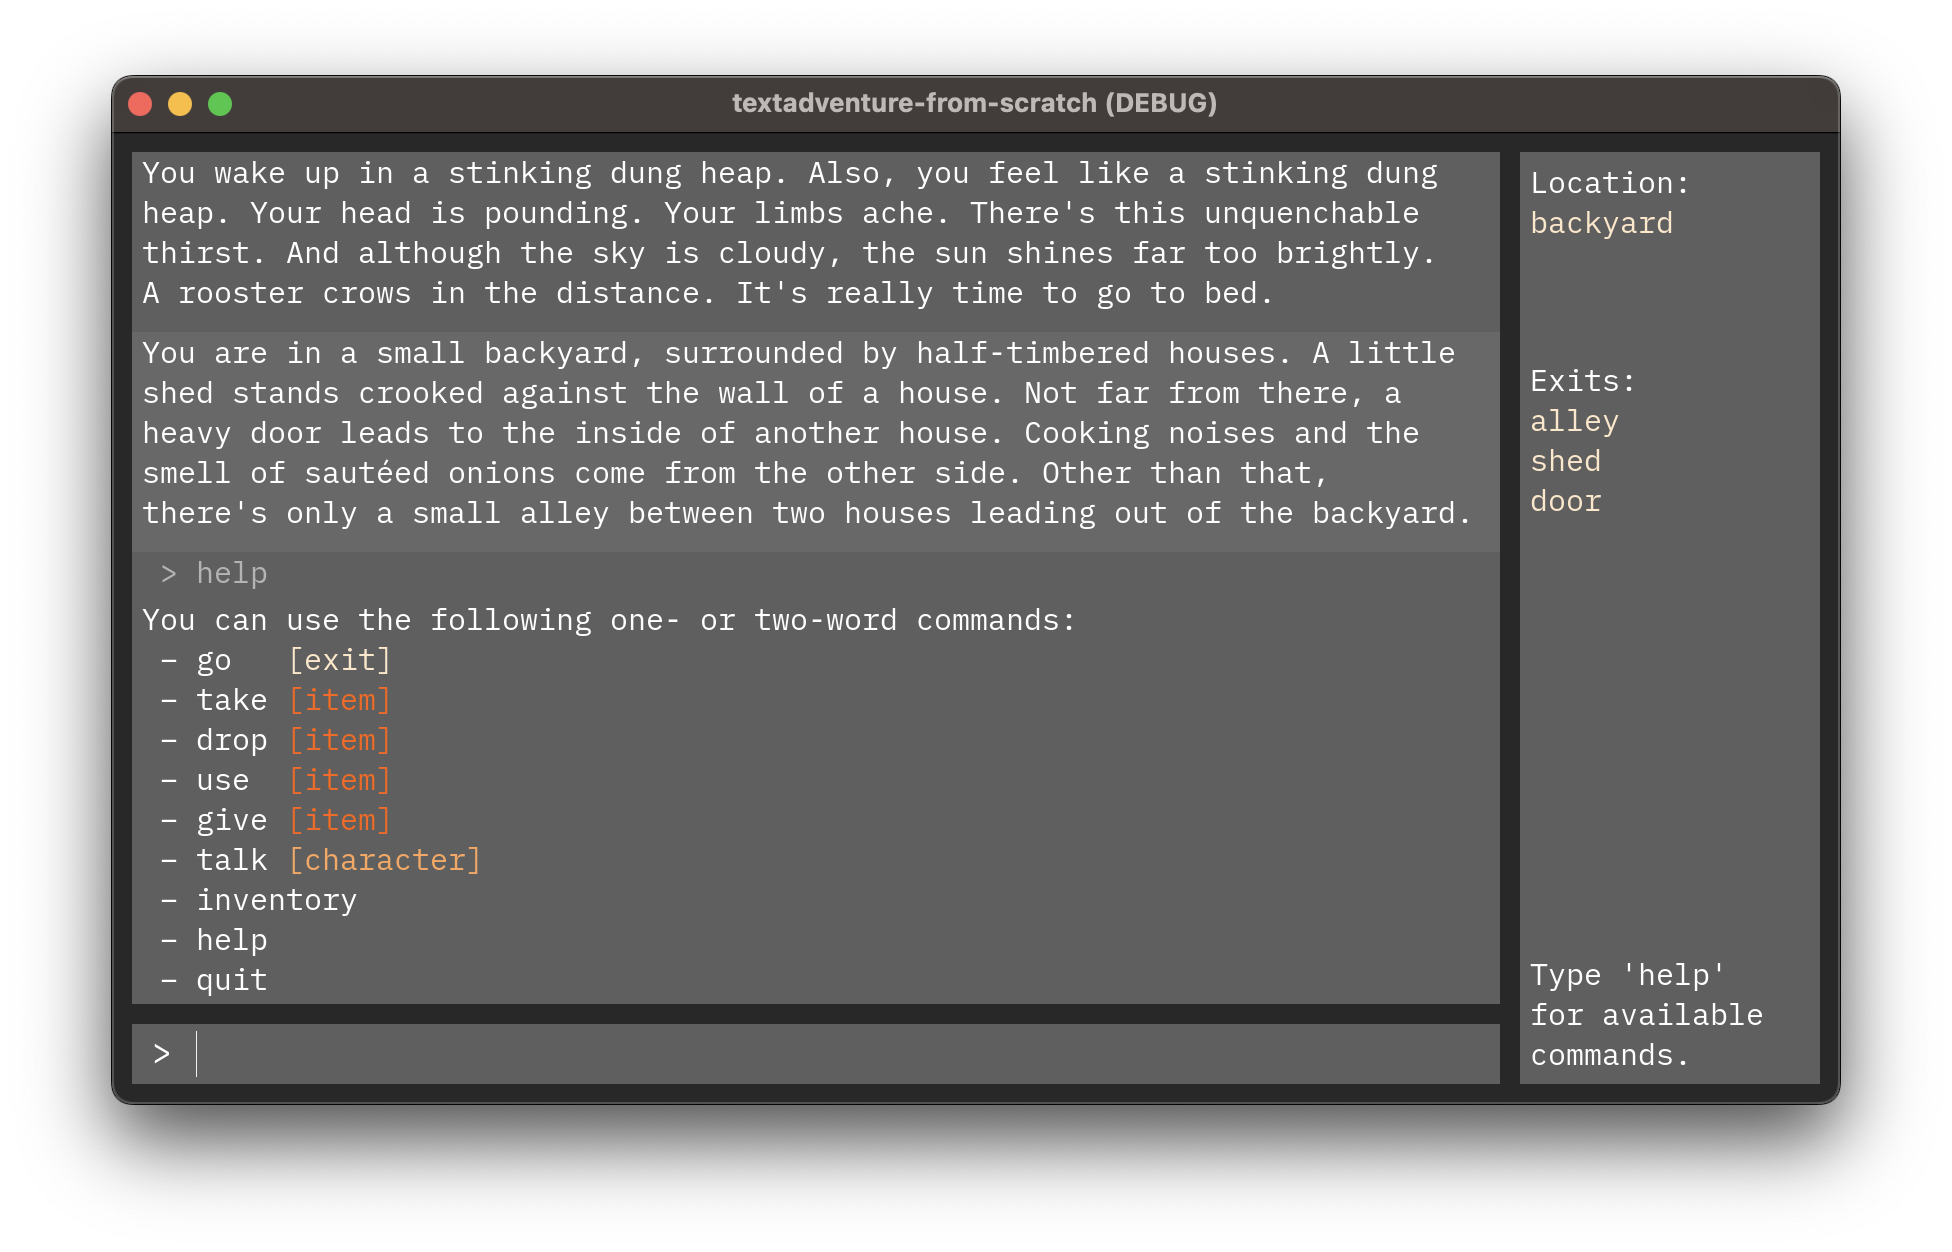 textadventure-from-scratch (DEBUG)
You wake up in a stinking dung heap. Also, you feel like a stinking dung
heap. Your head is pounding. Your limbs ache. There's this unquenchable
thirst. And although the sky is cloudy, the sun shines far too brightly.
A rooster crows in the distance. It's really time to go to bed.
You are in a small backyard, surrounded by half-timbered houses. A little
shed stands crooked against the wall of a house. Not far from there, a
heavy door leads to the inside of another house. Cooking noises and the
smell of sautéed onions come from the other side. Other than that,
there's only a small alley between two houses leading out of the backyard.
> help
You can use the following one- or two-word commands:
– go [exit]
– take [item]
– drop [item]
– use [item]
– give [item]
– talk [character]
– inventory
– help
– quit
>
Location:
backyard
Exits:
alley
shed
door
Type 'help'
for available
commands.